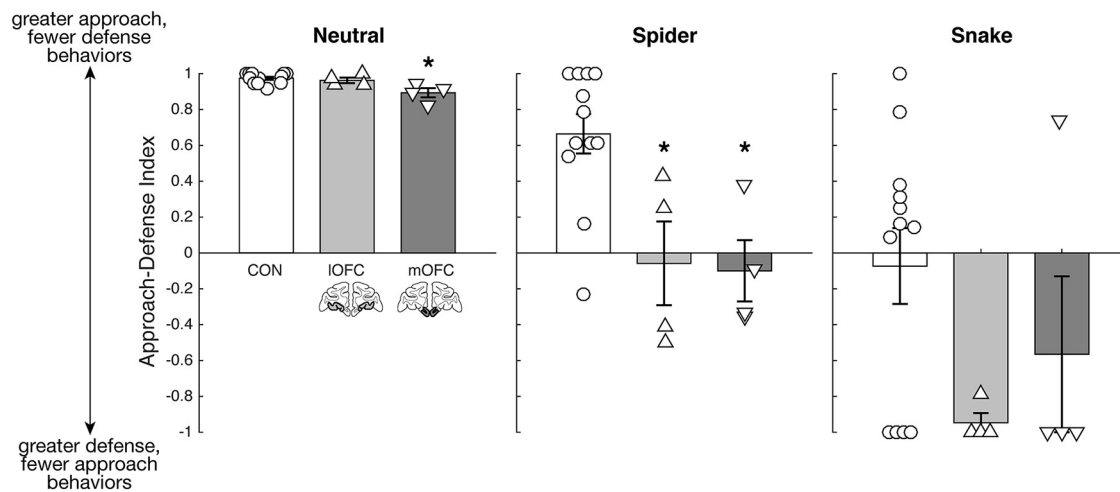 greater approach,
fewer defense
behaviors
Neutral
Spider
Snake
*
*
*
Approach-Defense Index
1
0.8
0.6
0.4
0.2
0
-0.2
-0.4
-0.6
-0.8
-1
CON
lOFC
mOFC
greater defense,
fewer approach
behaviors